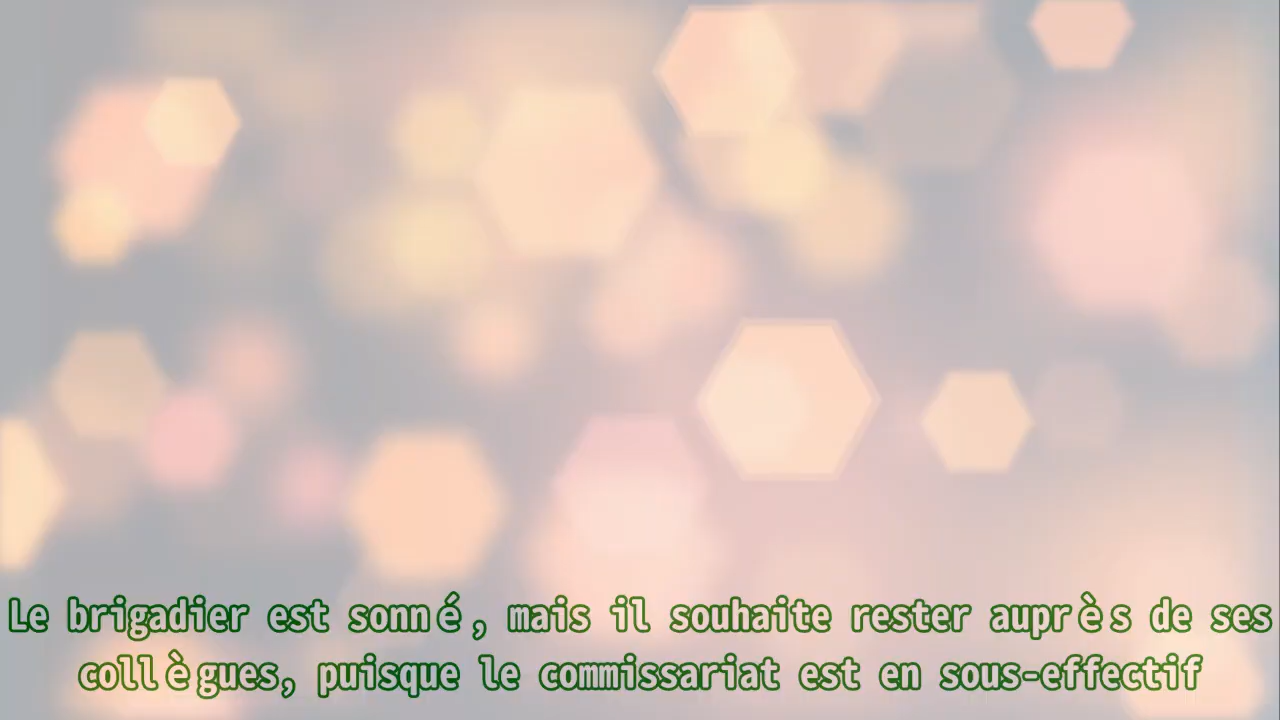 Le brigadier est sonné, mais il souhaite rester auprès de ses
collègues, puisque le commissariat est en sous-effectif